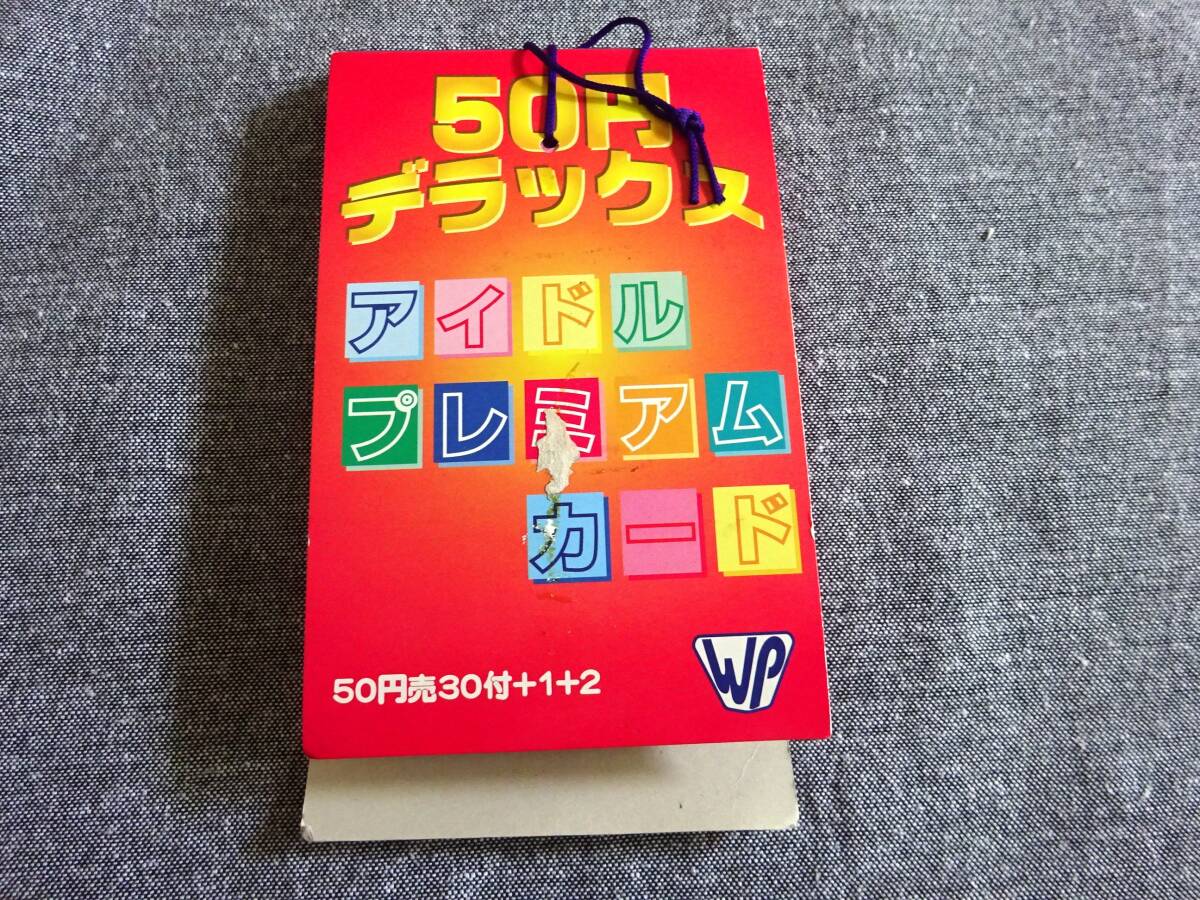 50円
デラックス
アイドル
プレミアム
カード
50円売30付+1+2
WP